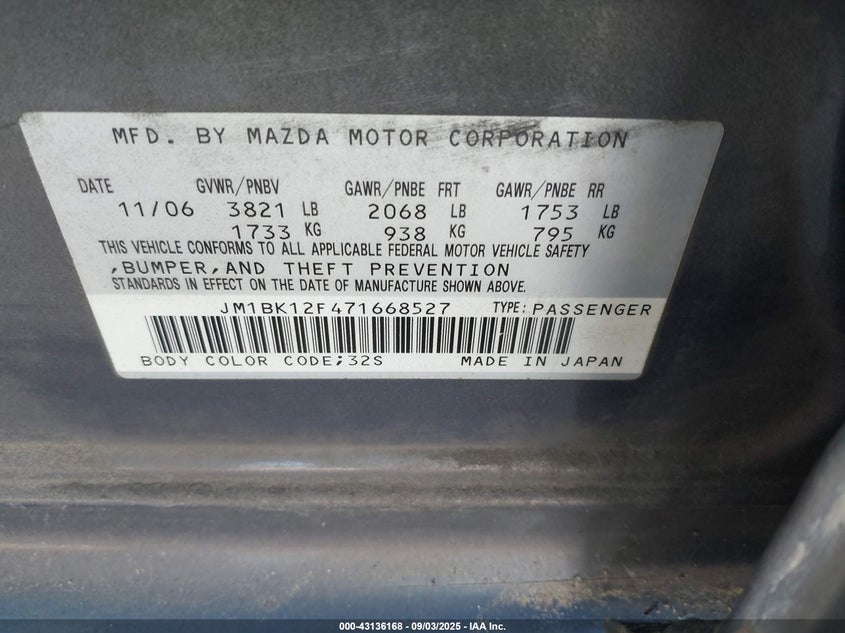 MFD. BY MAZDA MOTOR CORPORATION
DATE GVWR/PNBV GAWR/PNBE FRT GAWR/PNBE RR
11/06 3821 LB 2068 LB 1753 LB
1733 KG 938 KG 795 KG
THIS VEHICLE CONFORMS TO ALL APPLICABLE FEDERAL MOTOR VEHICLE SAFETY
,BUMPER,AND THEFT PREVENTION
STANDARDS IN EFFECT ON THE DATE OF MANUFACTURE SHOWN ABOVE.
JM1BK12F471668527 TYPE: PASSENGER
BODY COLOR CODE;32S MADE IN JAPAN
000-43136168 - 09/03/2025 - IAA Inc.